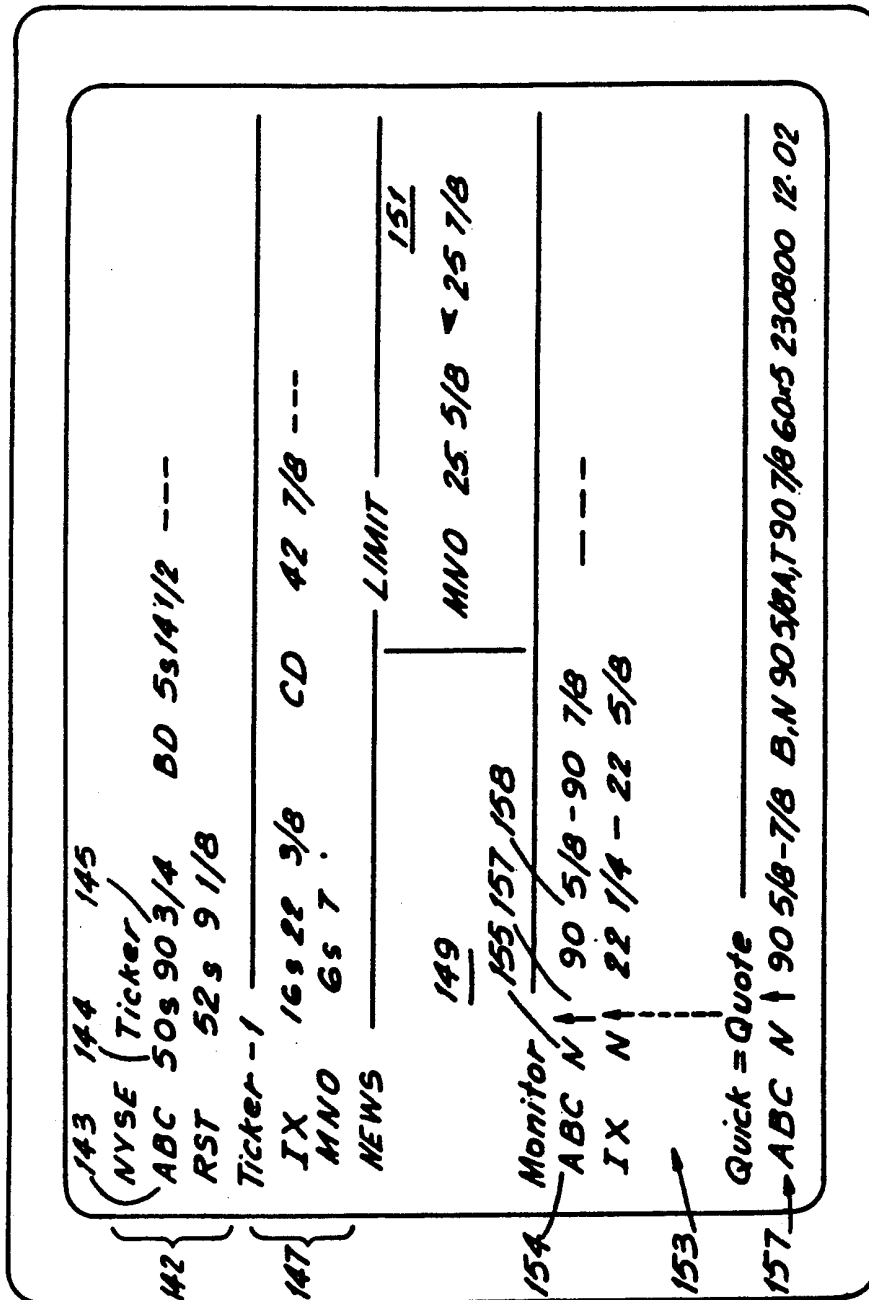 143 144 145
NYSE Ticker
ABC 50s 90 3/4 BD 5s 14 1/2 ---
RST 52s 9 1/8
142
Ticker-1
IX 16s 22 3/8 CD 42 7/8 ---
MNO 6s 7
147
NEWS LIMIT
149 151
MNO 25 5/8 < 25 7/8
155 157 158
Monitor
ABC N 90 5/8 - 90 7/8 ---
154
IX N 22 1/4 - 22 5/8
153
Quick = Quote
157 ABC N 90 5/8-7/8 B,N 90 5/8A,T 90 7/8 60x5 230800 12.02